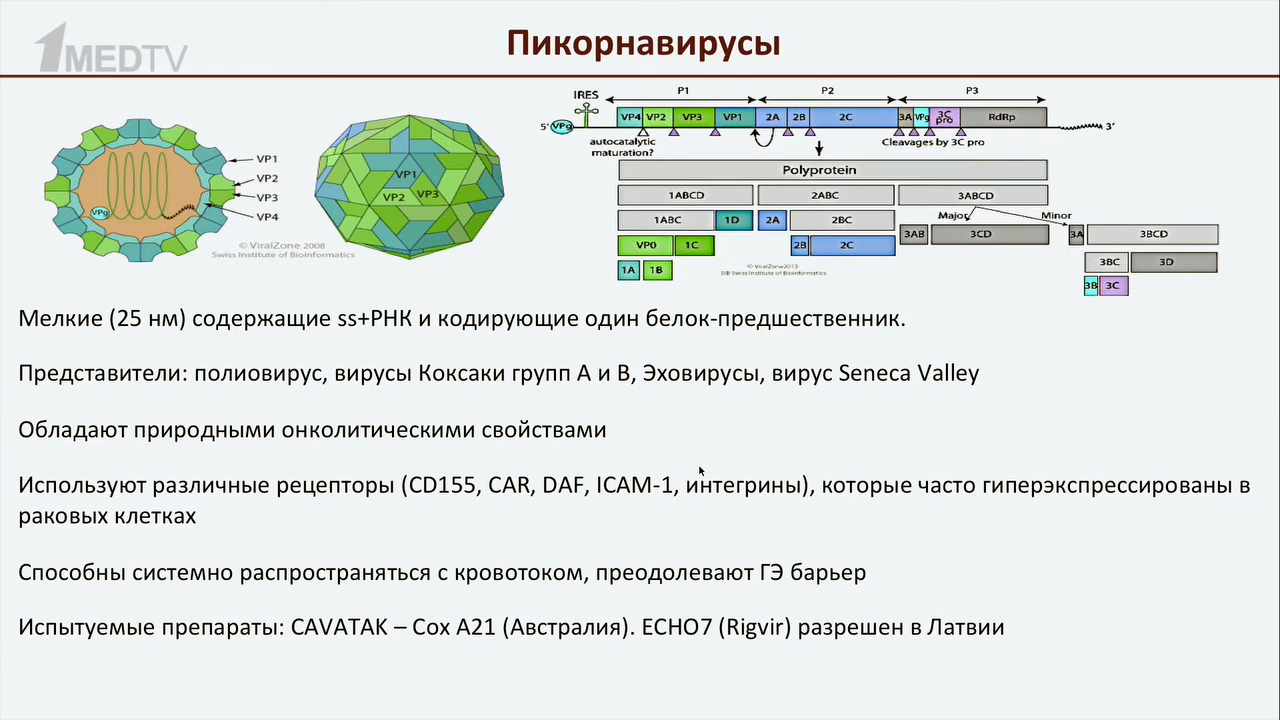 1MEDTV
Пикорнавирусы
VP1
VP2
VP3
VP4
VPg
© ViralZone 2008
Swiss Institute of Bioinformatics
VP1
VP2 VP3
IRES
P1 P2 P3
5' VPg VP4 VP2 VP3 VP1 2A 2B 2C 3A VPg 3C pro RdRp 3'
autocatalytic
maturation?
Cleavages by 3C pro
Polyprotein
1ABCD 2ABC 3ABCD
Major Minor
1ABC 1D 2A 2BC 3AB 3CD 3A 3BCD
VP0 1C 2B 2C 3BC 3D
1A 1B 3B 3C
© ViralZone2013
SIB Swiss Institute of Bioinformatics
Мелкие (25 нм) содержащие ss+РНК и кодирующие один белок-предшественник.
Представители: полиовирус, вирусы Коксаки групп А и В, Эховирусы, вирус Seneca Valley
Обладают природными онколитическими свойствами
Используют различные рецепторы (CD155, CAR, DAF, ICAM-1, интегрины), которые часто гиперэкспрессированы в
раковых клетках
Способны системно распространяться с кровотоком, преодолевают ГЭ барьер
Испытуемые препараты: CAVATAK – Cox A21 (Австралия). ECHO7 (Rigvir) разрешен в Латвии